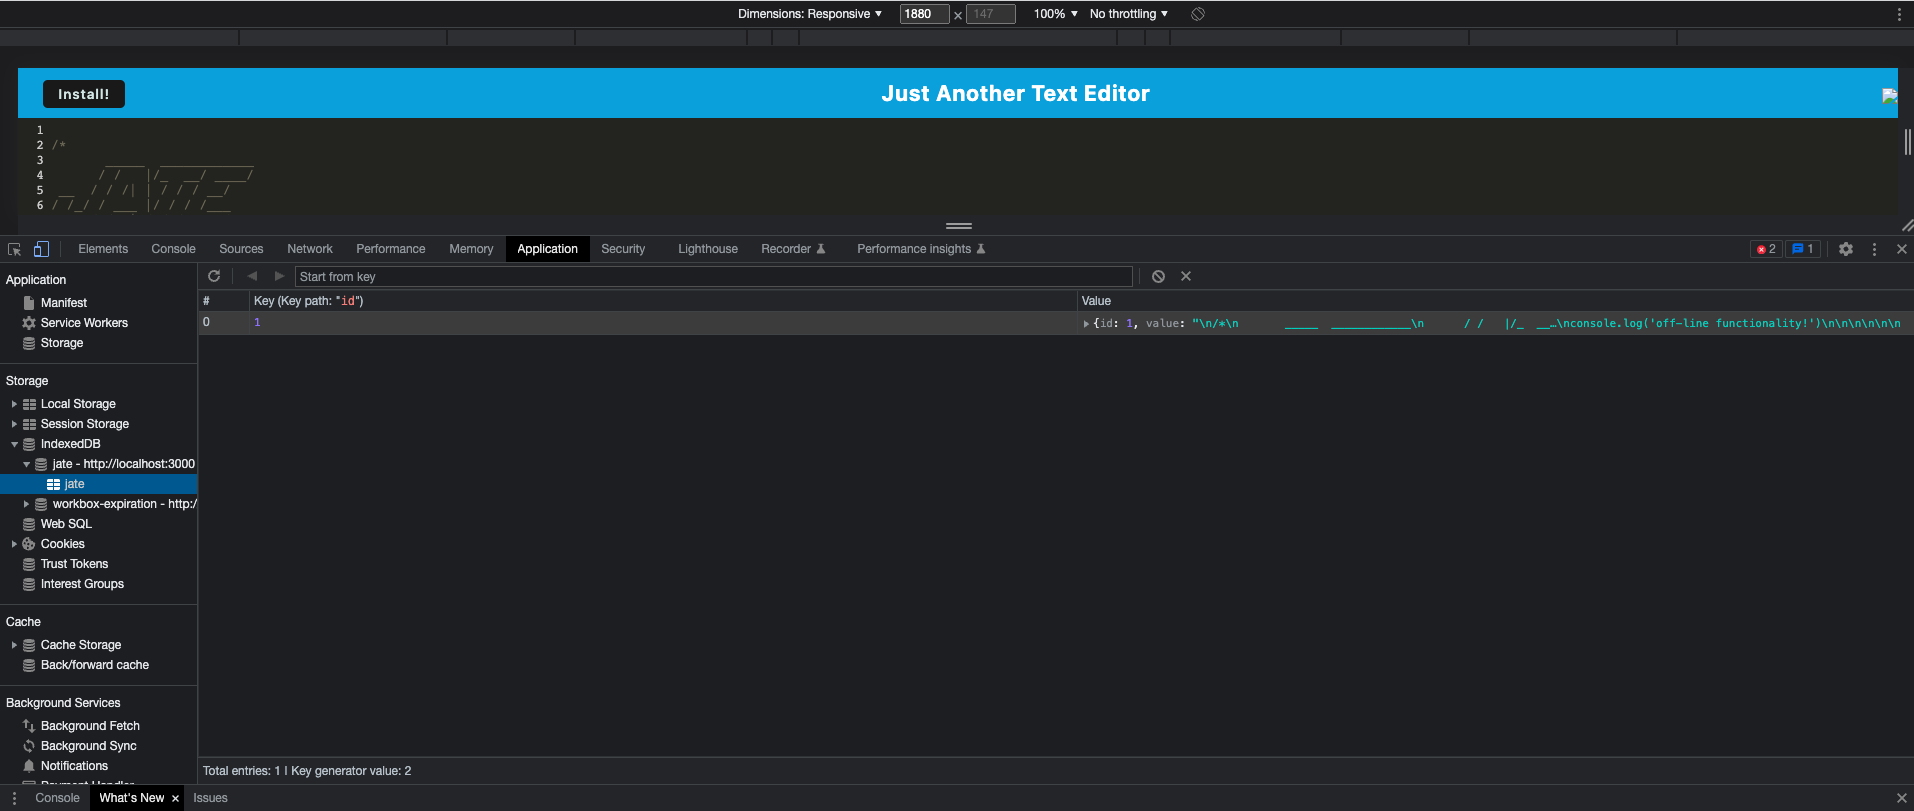 Dimensions: Responsive ▼ 1880 × 147 100% ▼ No throttling ▼
Install! Just Another Text Editor
1
2 /*
3         _____  ______________
4        / /   |/_  __/ ____/
5  __  / / /| | / / / __/
6 / /_/ / ___ |/ / / /___
Elements Console Sources Network Performance Memory Application Security Lighthouse Recorder Performance insights 2 1
Application
Manifest
Service Workers
Storage
Storage
Local Storage
Session Storage
IndexedDB
jate - http://localhost:3000
jate
workbox-expiration - http:/
Web SQL
Cookies
Trust Tokens
Interest Groups
Cache
Cache Storage
Back/forward cache
Background Services
Background Fetch
Background Sync
Notifications
Payment Handler
Start from key
# Key (Key path: "id") Value
0 1 {id: 1, value: "\n/*\n       _____  ____________\n      / /   |/_  __…\nconsole.log('off-line functionality!')\n\n\n\n\n\n
Total entries: 1 | Key generator value: 2
Console What's New × Issues